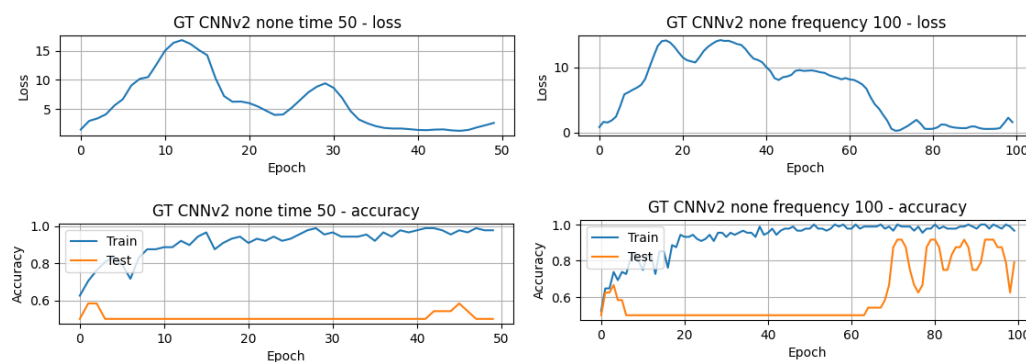 GT CNNv2 none time 50 - loss
15
10
5
Loss
0
10
20
30
40
50
Epoch
GT CNNv2 none frequency 100 - loss
10
0
Loss
0
20
40
60
80
100
Epoch
GT CNNv2 none time 50 - accuracy
1.0
0.8
0.6
Accuracy
Train
Test
0
10
20
30
40
50
Epoch
GT CNNv2 none frequency 100 - accuracy
1.0
0.8
0.6
Accuracy
Train
Test
0
20
40
60
80
100
Epoch